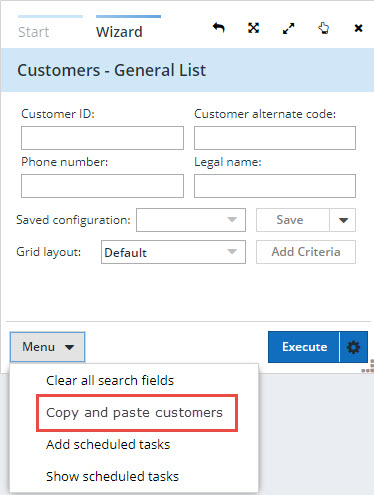 Start Wizard
Customers - General List
Customer ID: Customer alternate code:
Phone number: Legal name:
Saved configuration: Save
Grid layout: Default Add Criteria
Menu Execute
Clear all search fields
Copy and paste customers
Add scheduled tasks
Show scheduled tasks